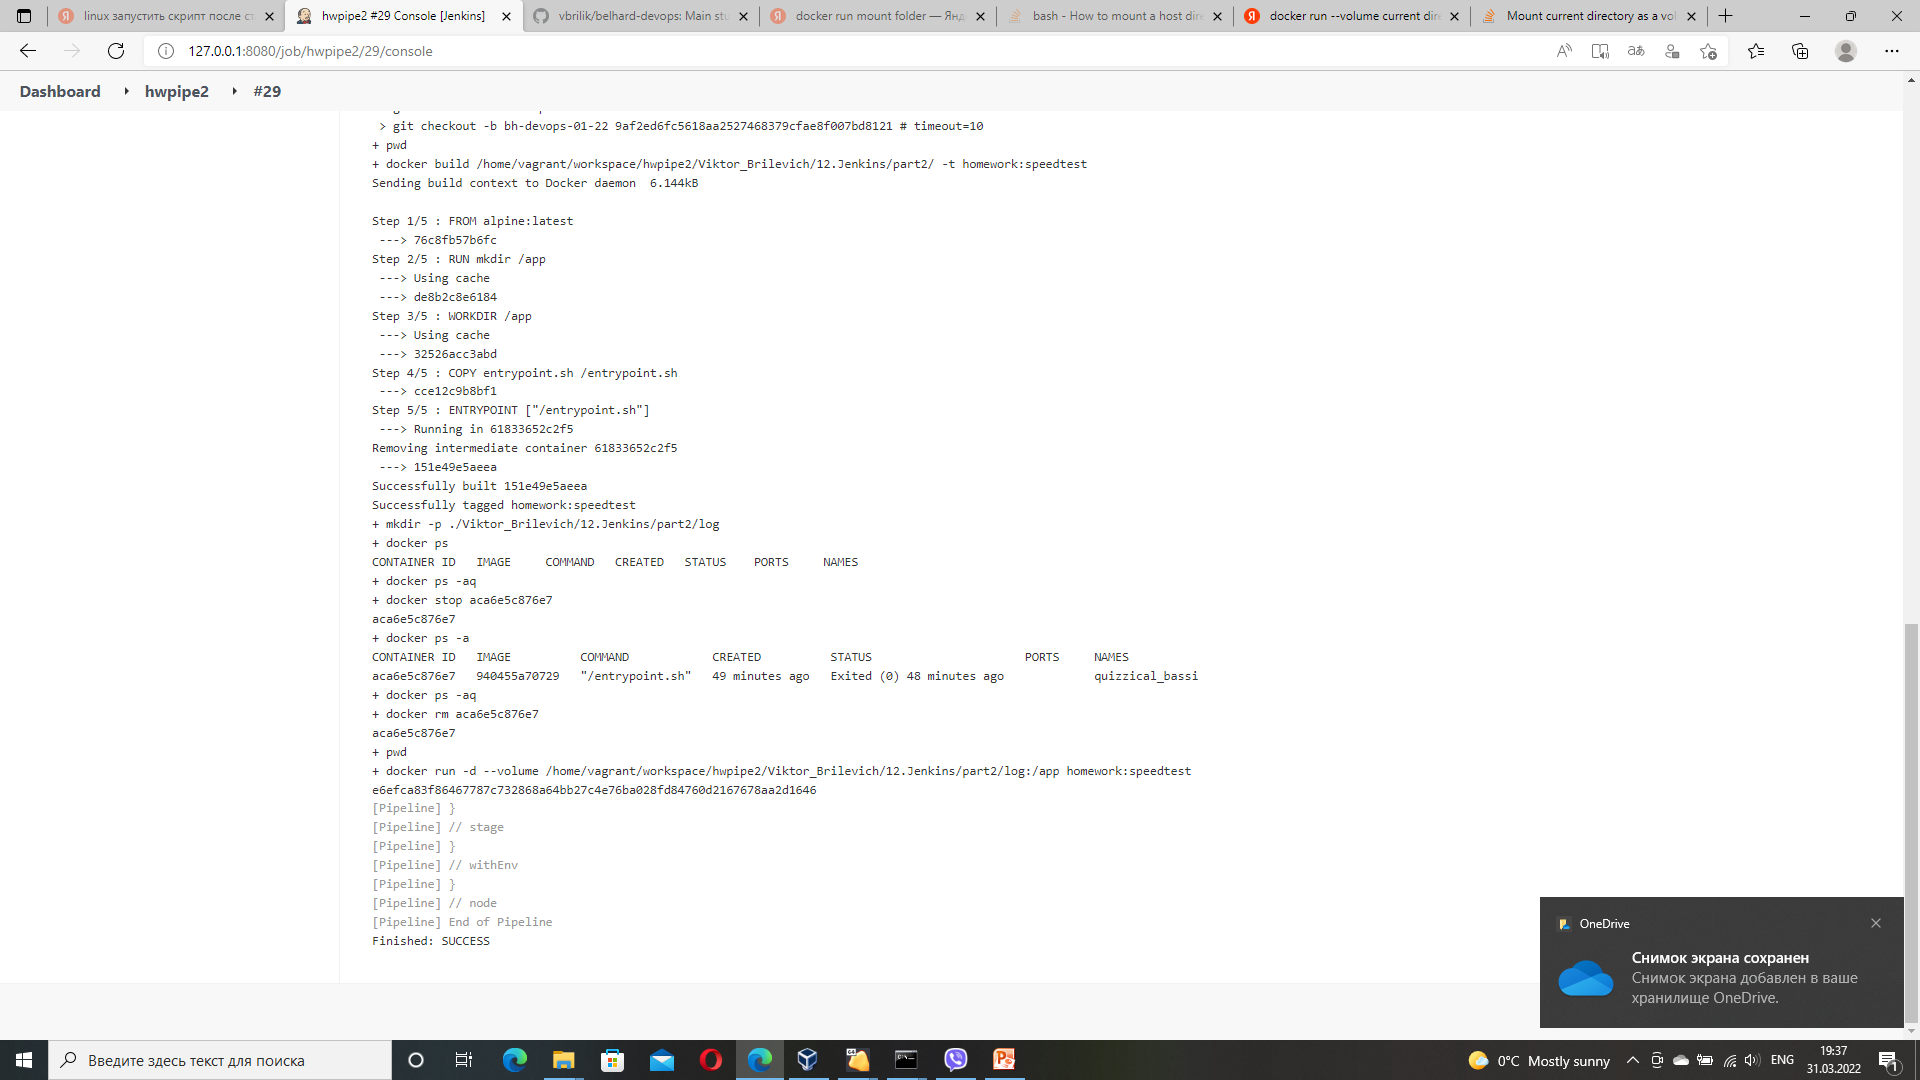 linux запустить скрипт после ст
hwpipe2 #29 Console [Jenkins]
vbrilik/belhard-devops: Main stu
docker run mount folder — Янд
bash - How to mount a host dire
docker run --volume current dire
Mount current directory as a vol
127.0.0.1:8080/job/hwpipe2/29/console
Dashboard hwpipe2 #29
> git checkout -b bh-devops-01-22 9af2ed6fc5618aa2527468379cfae8f007bd8121 # timeout=10
+ pwd
+ docker build /home/vagrant/workspace/hwpipe2/Viktor_Brilevich/12.Jenkins/part2/ -t homework:speedtest
Sending build context to Docker daemon  6.144kB
Step 1/5 : FROM alpine:latest
---> 76c8fb57b6fc
Step 2/5 : RUN mkdir /app
---> Using cache
---> de8b2c8e6184
Step 3/5 : WORKDIR /app
---> Using cache
---> 32526acc3abd
Step 4/5 : COPY entrypoint.sh /entrypoint.sh
---> cce12c9b8bf1
Step 5/5 : ENTRYPOINT ["/entrypoint.sh"]
---> Running in 61833652c2f5
Removing intermediate container 61833652c2f5
---> 151e49e5aeea
Successfully built 151e49e5aeea
Successfully tagged homework:speedtest
+ mkdir -p ./Viktor_Brilevich/12.Jenkins/part2/log
+ docker ps
CONTAINER ID   IMAGE     COMMAND   CREATED   STATUS    PORTS     NAMES
+ docker ps -aq
+ docker stop aca6e5c876e7
aca6e5c876e7
+ docker ps -a
CONTAINER ID   IMAGE          COMMAND            CREATED          STATUS                      PORTS     NAMES
aca6e5c876e7   940455a70729   "/entrypoint.sh"   49 minutes ago   Exited (0) 48 minutes ago             quizzical_bassi
+ docker ps -aq
+ docker rm aca6e5c876e7
aca6e5c876e7
+ pwd
+ docker run -d --volume /home/vagrant/workspace/hwpipe2/Viktor_Brilevich/12.Jenkins/part2/log:/app homework:speedtest
e6efca83f86467787c732868a64bb27c4e76ba028fd84760d2167678aa2d1646
[Pipeline] }
[Pipeline] // stage
[Pipeline] }
[Pipeline] // withEnv
[Pipeline] }
[Pipeline] // node
[Pipeline] End of Pipeline
Finished: SUCCESS
OneDrive
Снимок экрана сохранен
Снимок экрана добавлен в ваше
хранилище OneDrive.
Введите здесь текст для поиска
0°C Mostly sunny
ENG
19:37
31.03.2022
1